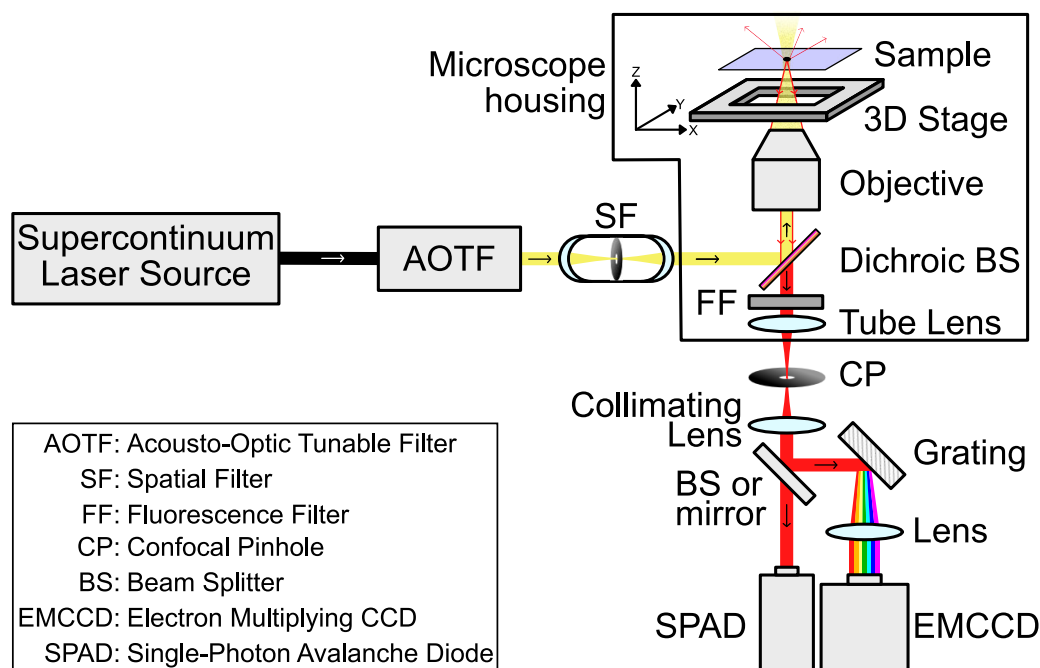 Microscope
housing
Z
Y
X
Sample
3D Stage
Objective
Supercontinuum
Laser Source
AOTF
SF
Dichroic BS
FF
Tube Lens
CP
Collimating
Lens
BS or
mirror
Grating
Lens
SPAD
EMCCD
AOTF: Acousto-Optic Tunable Filter
SF: Spatial Filter
FF: Fluorescence Filter
CP: Confocal Pinhole
BS: Beam Splitter
EMCCD: Electron Multiplying CCD
SPAD: Single-Photon Avalanche Diode